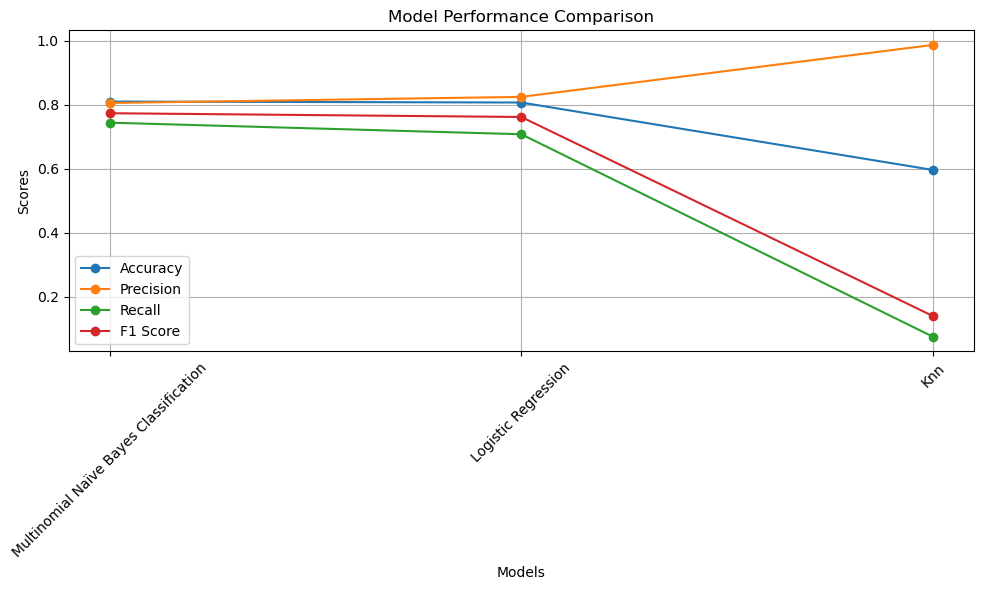 Model Performance Comparison
Scores
1.0
0.8
0.6
0.4
0.2
Accuracy
Precision
Recall
F1 Score
Multinomial Naïve Bayes Classification
Logistic Regression
Knn
Models